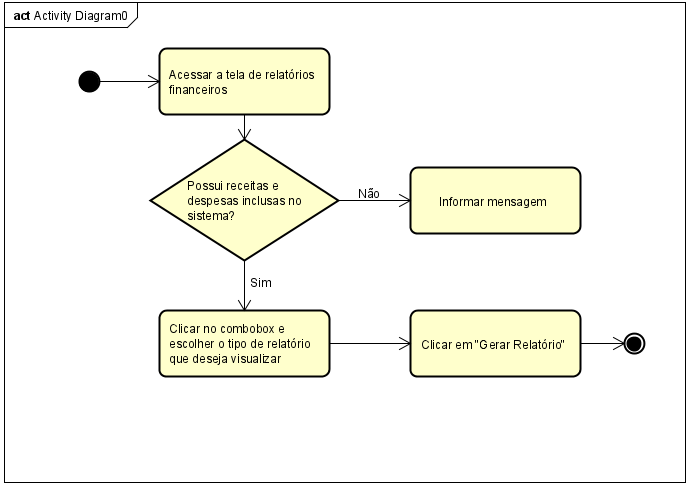 act Activity Diagram0
Acessar a tela de relatórios
financeiros
Possui receitas e
despesas inclusas no
sistema?
Não
Informar mensagem
Sim
Clicar no combobox e
escolher o tipo de relatório
que deseja visualizar
Clicar em "Gerar Relatório"